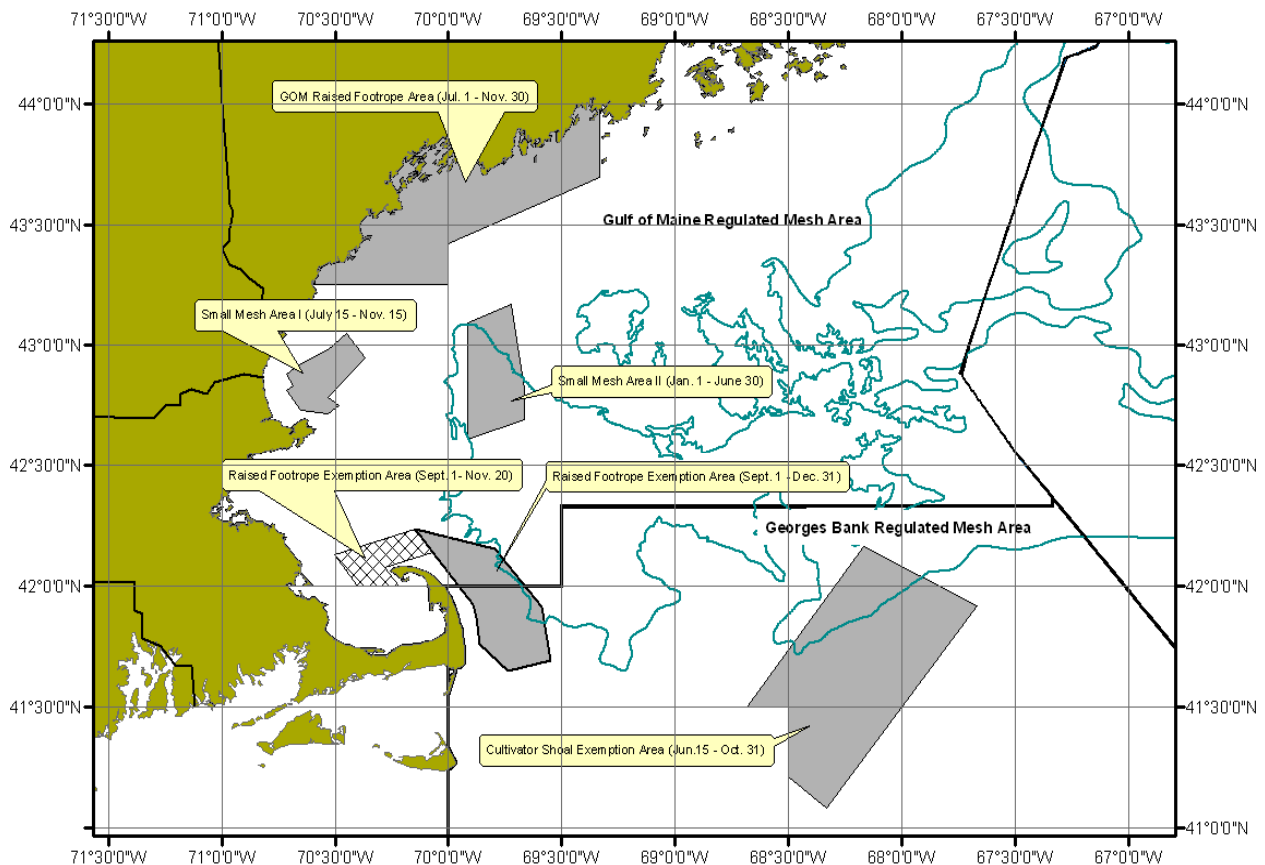 71°30'0"W 71°0'0"W 70°30'0"W 70°0'0"W 69°30'0"W 69°0'0"W 68°30'0"W 68°0'0"W 67°30'0"W 67°0'0"W
GOM Raised Footrope Area (Jul. 1 - Nov. 30)
44°0'0"N 44°0'0"N
Gulf of Maine Regulated Mesh Area
43°30'0"N 43°30'0"N
Small Mesh Area I (July 15 - Nov. 15)
43°0'0"N 43°0'0"N
Small Mesh Area II (Jan. 1 - June 30)
42°30'0"N 42°30'0"N
Raised Footrope Exemption Area (Sept. 1- Nov. 20) Raised Footrope Exemption Area (Sept. 1 - Dec. 31)
Georges Bank Regulated Mesh Area
42°0'0"N 42°0'0"N
41°30'0"N 41°30'0"N
Cultivator Shoal Exemption Area (Jun.15 - Oct. 31)
41°0'0"N 41°0'0"N
71°30'0"W 71°0'0"W 70°30'0"W 70°0'0"W 69°30'0"W 69°0'0"W 68°30'0"W 68°0'0"W 67°30'0"W 67°0'0"W